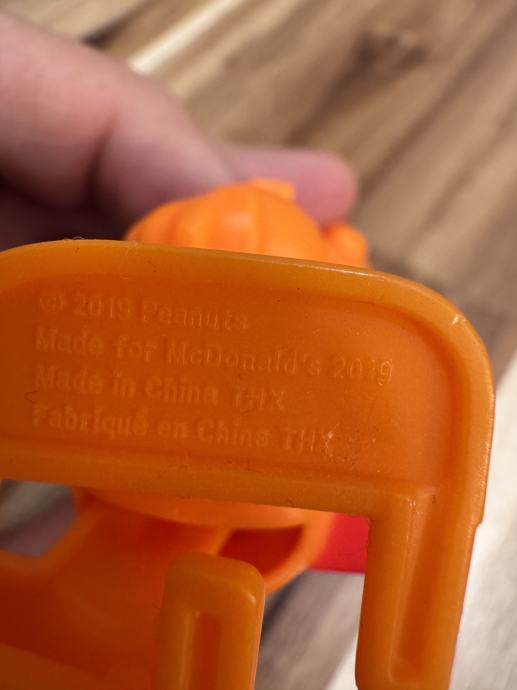 © 2019 Peanuts
Made for McDonald's 2019
Made in China THX
Fabriqué en Chine THX